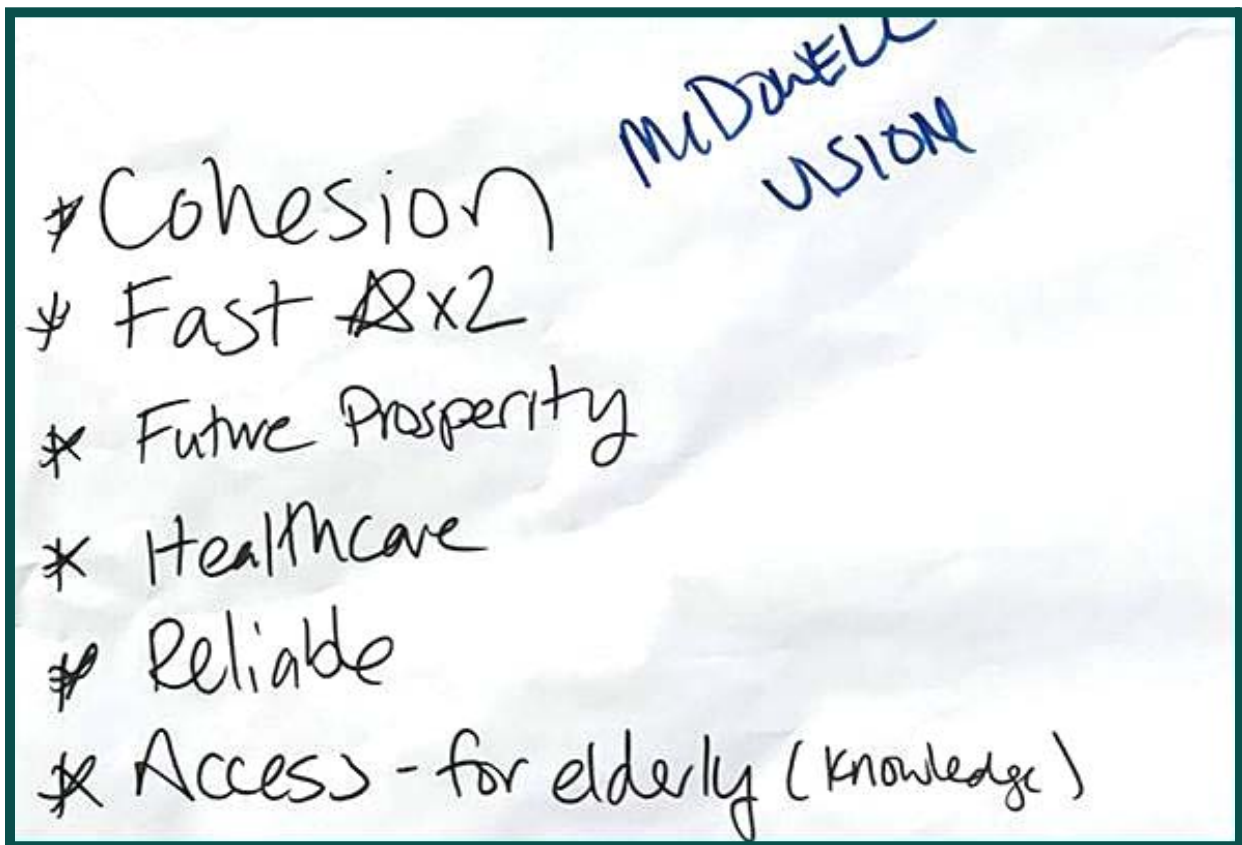 McDOWELL
VISION
* Cohesion
* Fast ☆x2
* Future Prosperity
* Healthcare
* Reliable
* Access - for elderly (knowledge)